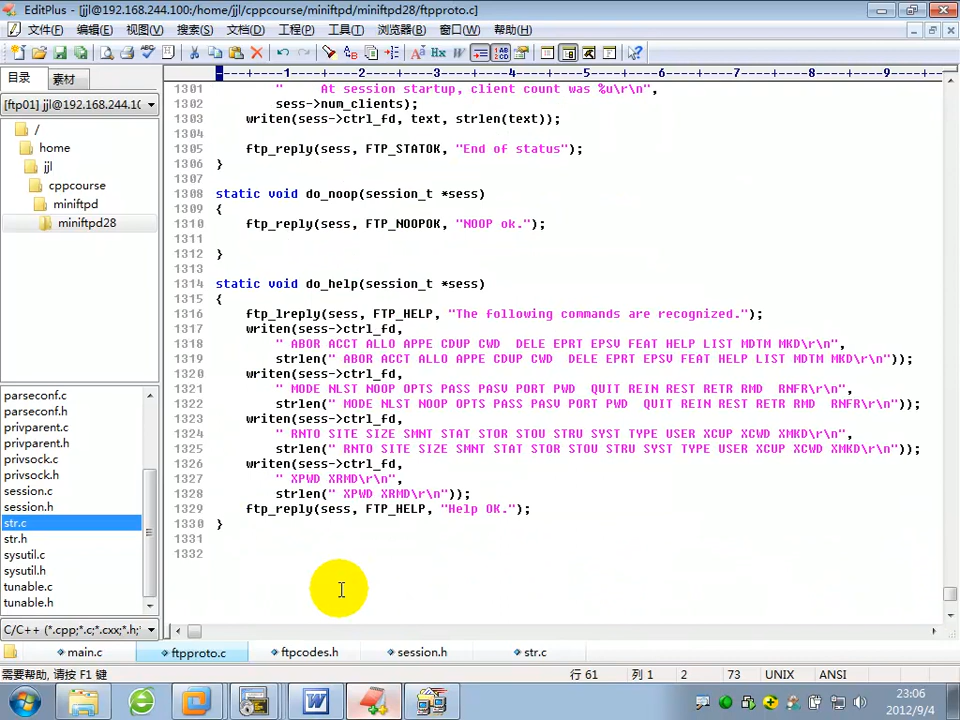 EditPlus - [jjl@192.168.244.100:/home/jjl/cppcourse/miniftpd/miniftpd28/ftpproto.c]
文件(F) 编辑(E) 视图(V) 搜索(S) 文档(D) 工程(P) 工具(T) 浏览器(B) 窗口(W) 帮助(H)
目录 素材
[ftp01] jjl@192.168.244.10
/
home
jjl
cppcourse
miniftpd
miniftpd28
parseconf.c
parseconf.h
privparent.c
privparent.h
privsock.c
privsock.h
session.c
session.h
str.c
str.h
sysutil.c
sysutil.h
tunable.c
tunable.h
C/C++ (*.cpp;*.c;*.cxx;*.h;
----+----1----+----2----+----3----+----4----+----5----+----6----+----7----+----8----+----9---
1301 "    At session startup, client count was %u\r\n",
1302 sess->num_clients);
1303 writen(sess->ctrl_fd, text, strlen(text));
1304
1305 ftp_reply(sess, FTP_STATOK, "End of status");
1306 }
1307
1308 static void do_noop(session_t *sess)
1309 {
1310 ftp_reply(sess, FTP_NOOPOK, "NOOP ok.");
1311
1312 }
1313
1314 static void do_help(session_t *sess)
1315 {
1316 ftp_lreply(sess, FTP_HELP, "The following commands are recognized.");
1317 writen(sess->ctrl_fd,
1318 " ABOR ACCT ALLO APPE CDUP CWD  DELE EPRT EPSV FEAT HELP LIST MDTM MKD\r\n",
1319 strlen(" ABOR ACCT ALLO APPE CDUP CWD  DELE EPRT EPSV FEAT HELP LIST MDTM MKD\r\n"));
1320 writen(sess->ctrl_fd,
1321 " MODE NLST NOOP OPTS PASS PASV PORT PWD  QUIT REIN REST RETR RMD  RNFR\r\n",
1322 strlen(" MODE NLST NOOP OPTS PASS PASV PORT PWD  QUIT REIN REST RETR RMD  RNFR\r\n"));
1323 writen(sess->ctrl_fd,
1324 " RNTO SITE SIZE SMNT STAT STOR STOU STRU SYST TYPE USER XCUP XCWD XMKD\r\n",
1325 strlen(" RNTO SITE SIZE SMNT STAT STOR STOU STRU SYST TYPE USER XCUP XCWD XMKD\r\n"));
1326 writen(sess->ctrl_fd,
1327 " XPWD XRMD\r\n",
1328 strlen(" XPWD XRMD\r\n"));
1329 ftp_reply(sess, FTP_HELP, "Help OK.");
1330 }
1331
1332
main.c ftpproto.c ftpcodes.h session.h str.c
需要帮助, 请按 F1 键 行 61 列 1 2 73 UNIX ANSI
23:06
2012/9/4